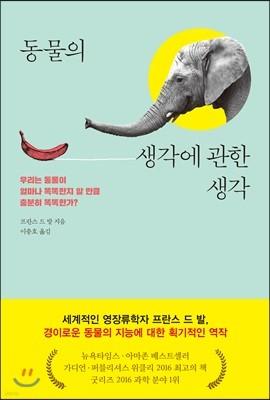 동물의
생각에 관한
생각
우리는 동물이
얼마나 똑똑한지 알 만큼
충분히 똑똑한가?
프란스 드 발 지음
이충호 옮김
세계적인 영장류학자 프란스 드 발,
경이로운 동물의 지능에 대한 획기적인 역작
뉴욕타임스·아마존 베스트셀러
가디언·퍼블리셔스 위클리 2016 최고의 책
굿리즈 2016 과학 분야 1위
yes24